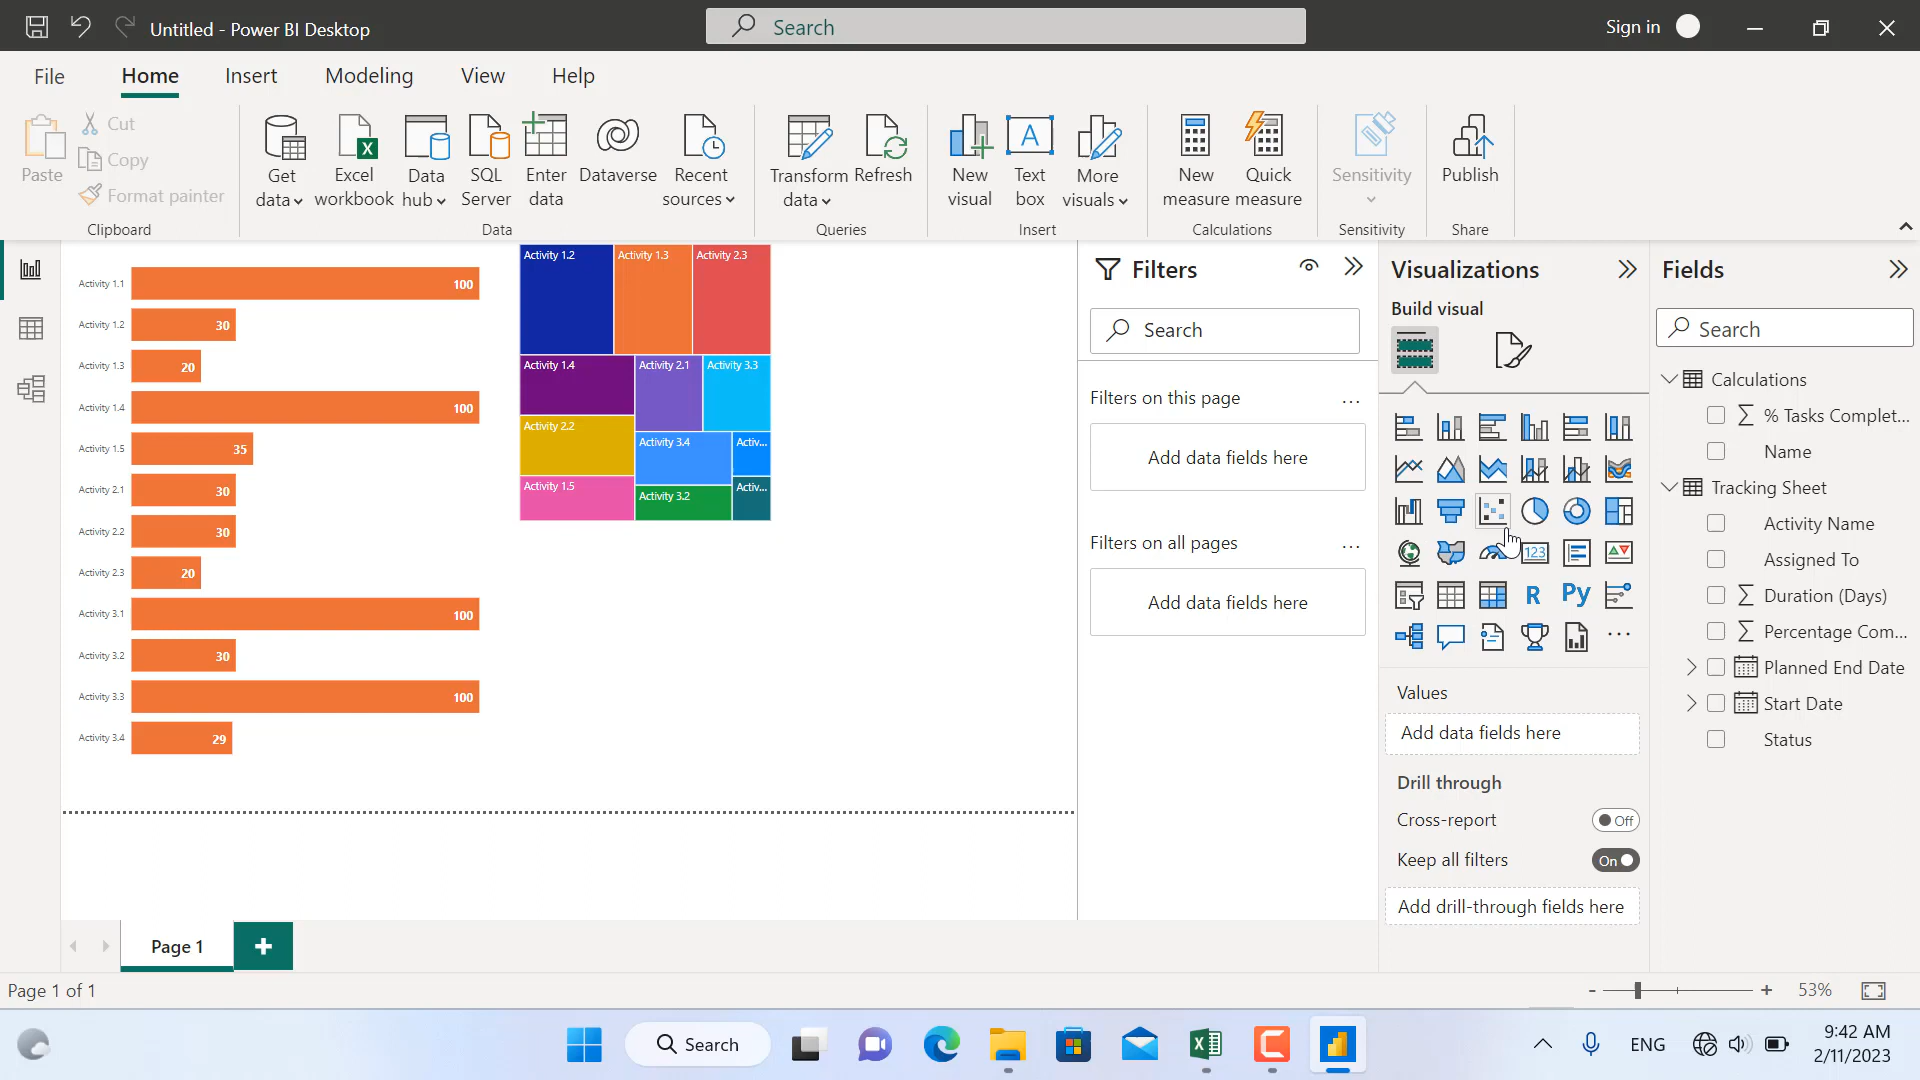 Untitled - Power BI Desktop
Search
Sign in
File
Home
Insert
Modeling
View
Help
Paste
Cut
Copy
Format painter
Clipboard
Get data
Excel workbook
Data hub
SQL Server
Enter data
Dataverse
Recent sources
Data
Transform data
Refresh
Queries
New visual
A
Text box
More visuals
Insert
New measure
Quick measure
Calculations
Sensitivity
Sensitivity
Publish
Share
Activity 1.1 100
Activity 1.2 30
Activity 1.3 20
Activity 1.4 100
Activity 1.5 35
Activity 2.1 30
Activity 2.2 30
Activity 2.3 20
Activity 3.1 100
Activity 3.2 30
Activity 3.3 100
Activity 3.4 29
Activity 1.2
Activity 1.3
Activity 2.3
Activity 1.4
Activity 2.1
Activity 3.3
Activity 2.2
Activity 3.4
Activ...
Activity 1.5
Activity 3.2
Activ...
Filters
Search
Filters on this page ...
Add data fields here
Filters on all pages ...
Add data fields here
Visualizations
Build visual
123
R
Py
...
Values
Add data fields here
Drill through
Cross-report Off
Keep all filters On
Add drill-through fields here
Fields
Search
Calculations
% Tasks Complet...
Name
Tracking Sheet
Activity Name
Assigned To
Duration (Days)
Percentage Com...
Planned End Date
Start Date
Status
Page 1
Page 1 of 1
53%
Search
ENG
9:42 AM
2/11/2023